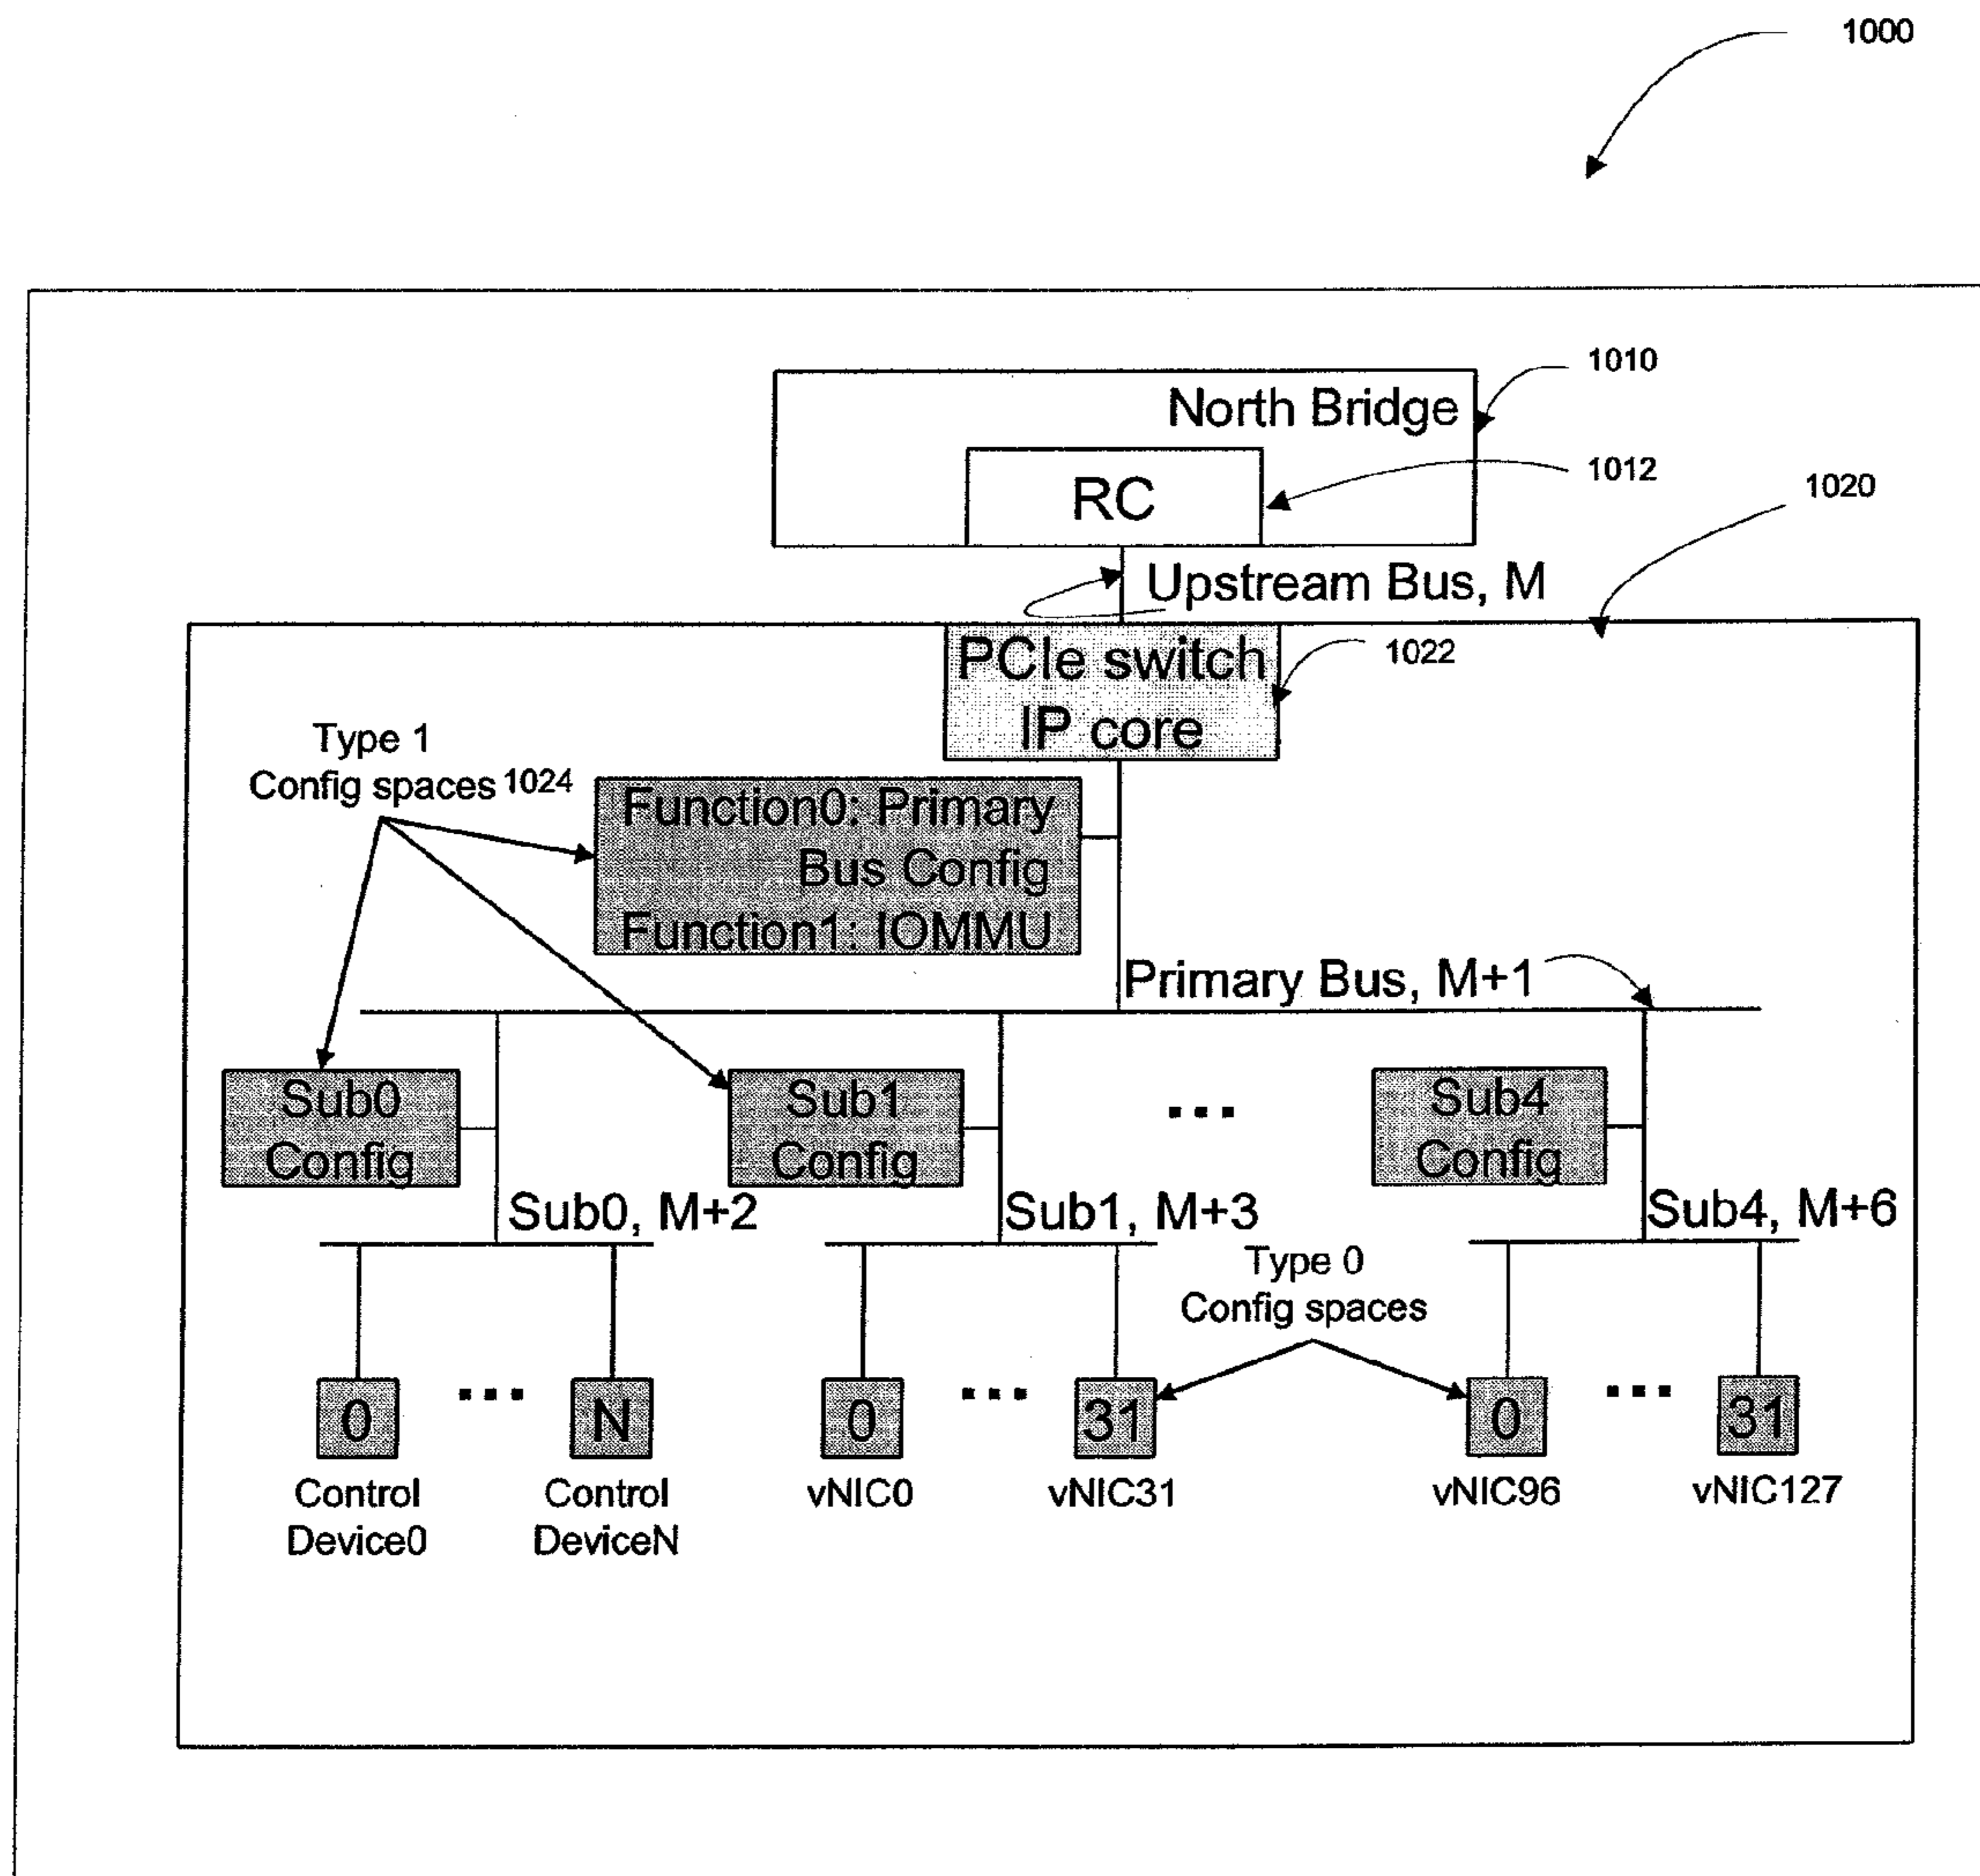 1000
North Bridge
1010
RC
1012
1020
Upstream Bus, M
PCIe switch
IP core
1022
Type 1
Config spaces 1024
Function0: Primary
Bus Config
Function1: IOMMU
Primary Bus, M+1
Sub0
Config
Sub1
Config
...
Sub4
Config
Sub0, M+2
Sub1, M+3
Sub4, M+6
Type 0
Config spaces
0
...
N
0
...
31
0
...
31
Control
Device0
Control
DeviceN
vNIC0
vNIC31
vNIC96
vNIC127